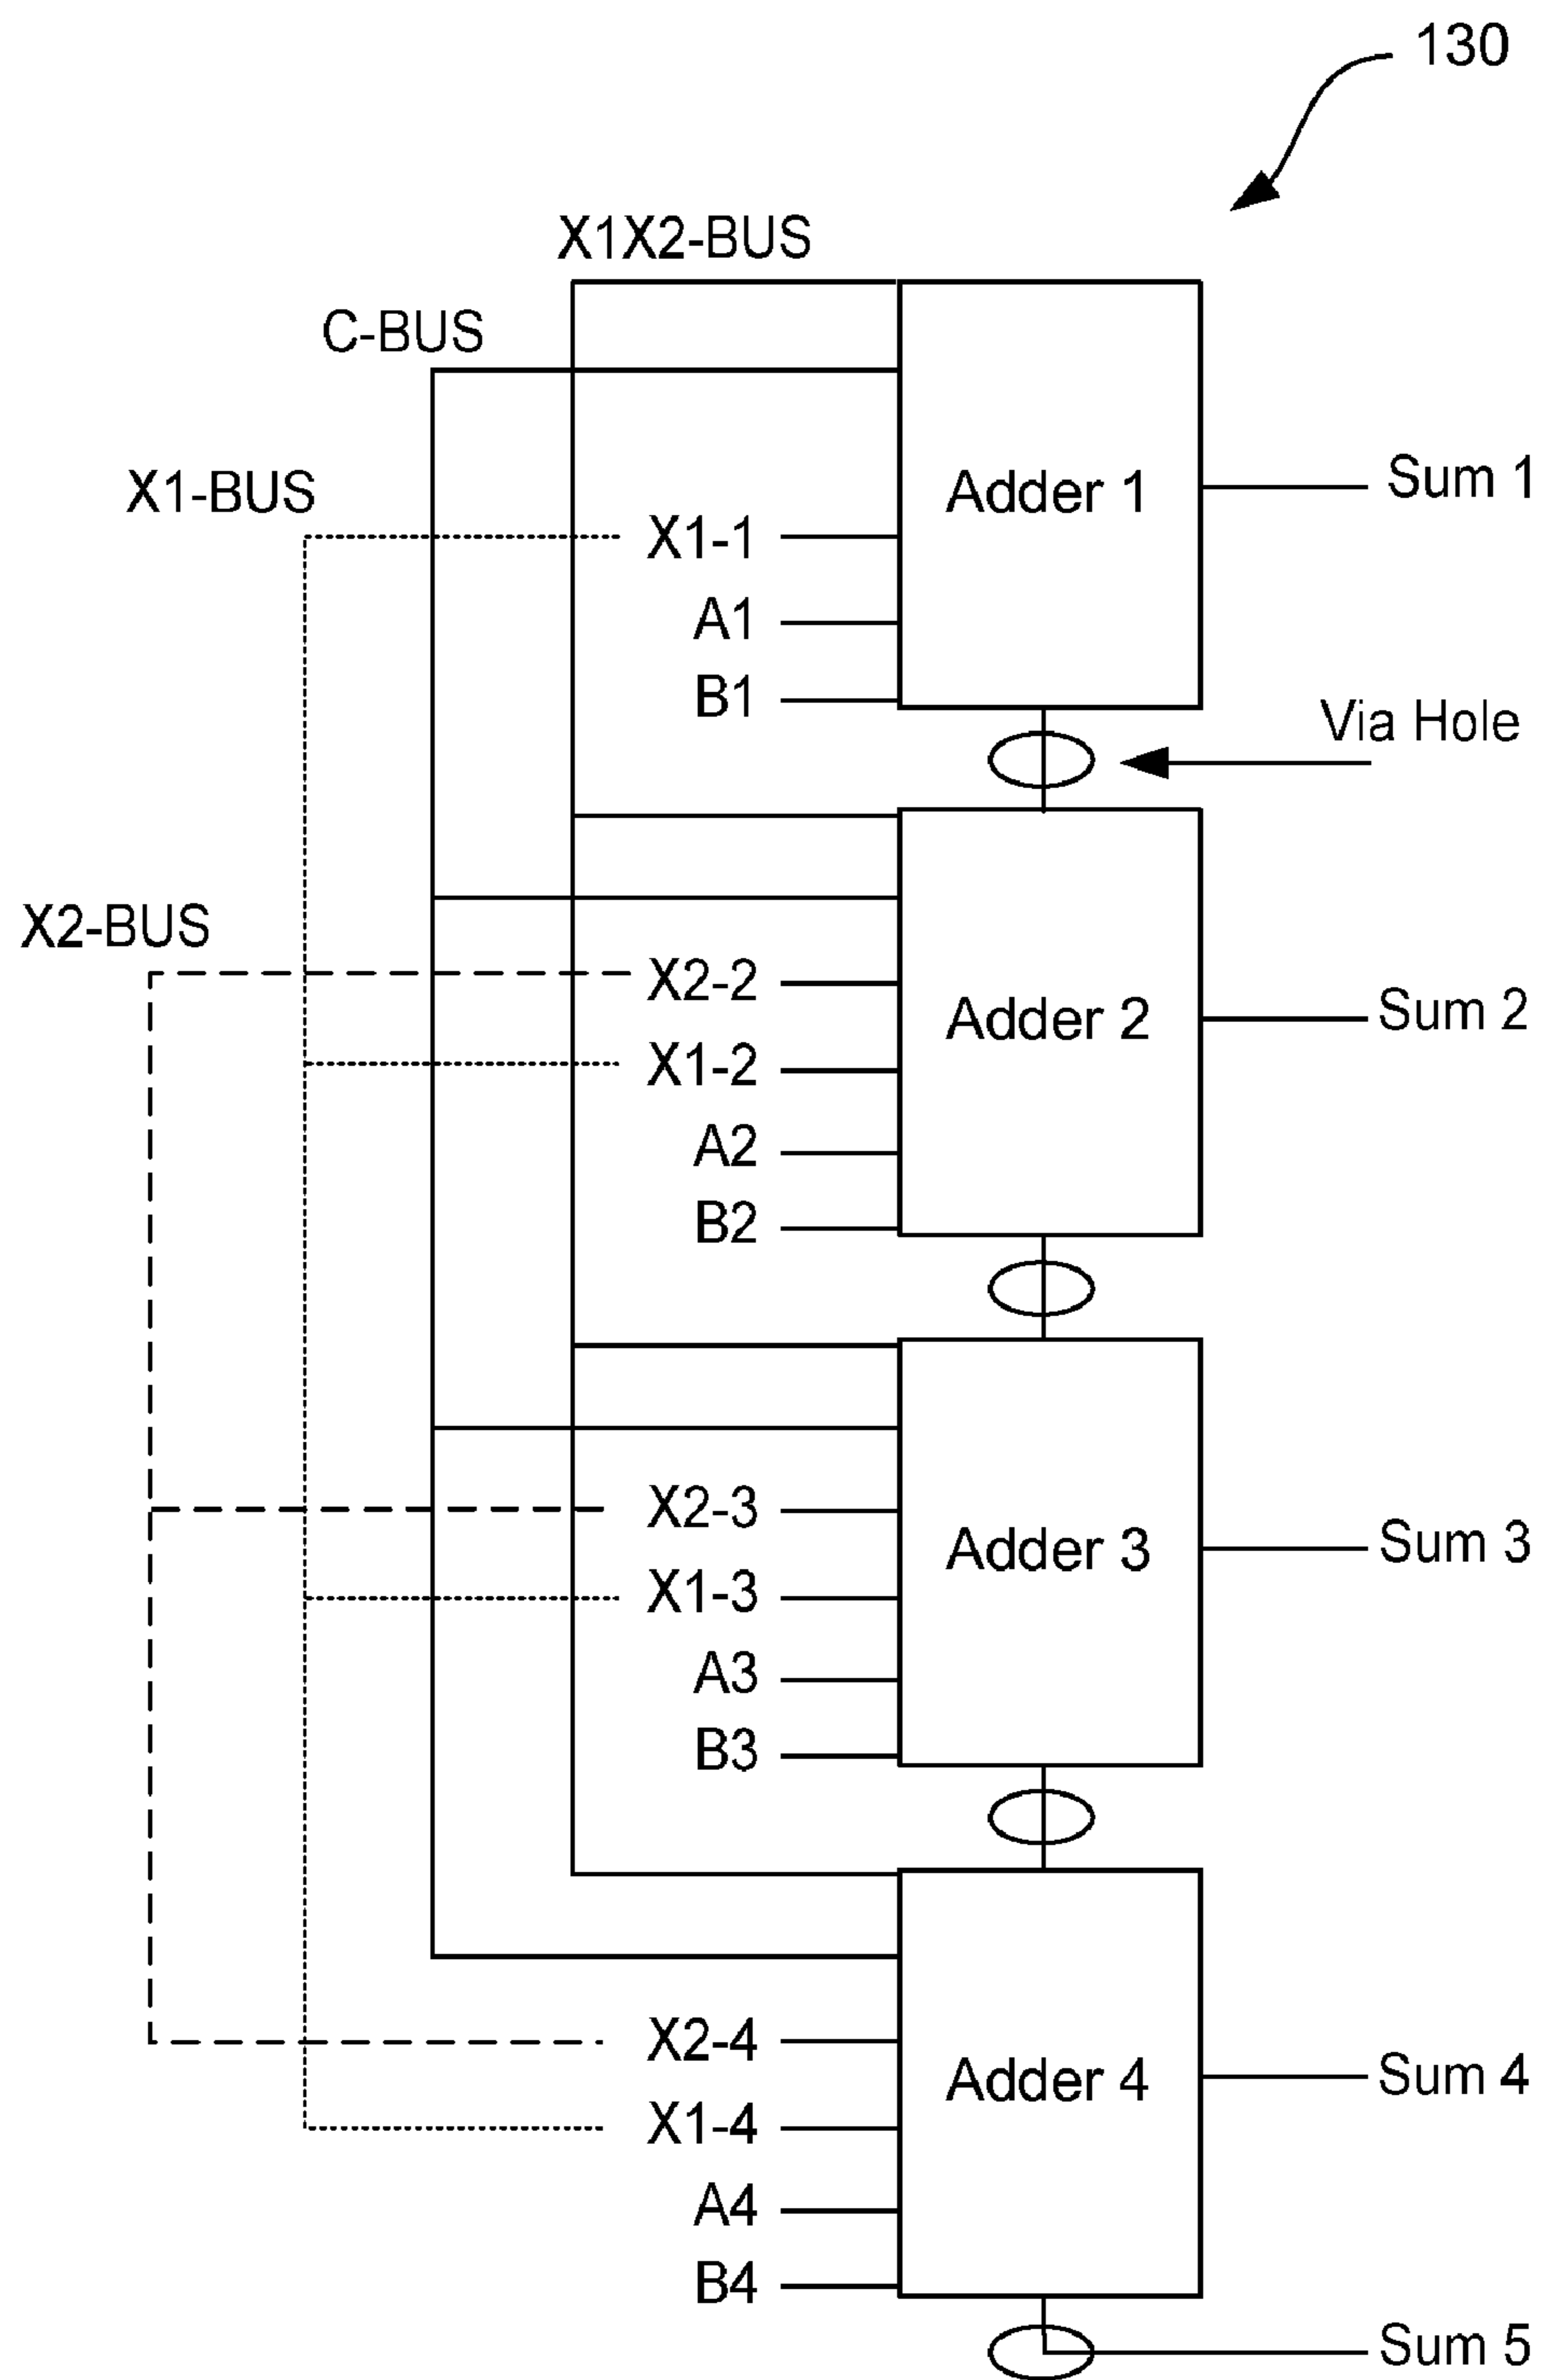 130
X1X2-BUS
C-BUS
X1-BUS
Adder 1
Sum 1
X1-1
A1
B1
Via Hole
X2-BUS
X2-2
Adder 2
Sum 2
X1-2
A2
B2
X2-3
Adder 3
Sum 3
X1-3
A3
B3
X2-4
Adder 4
Sum 4
X1-4
A4
B4
Sum 5